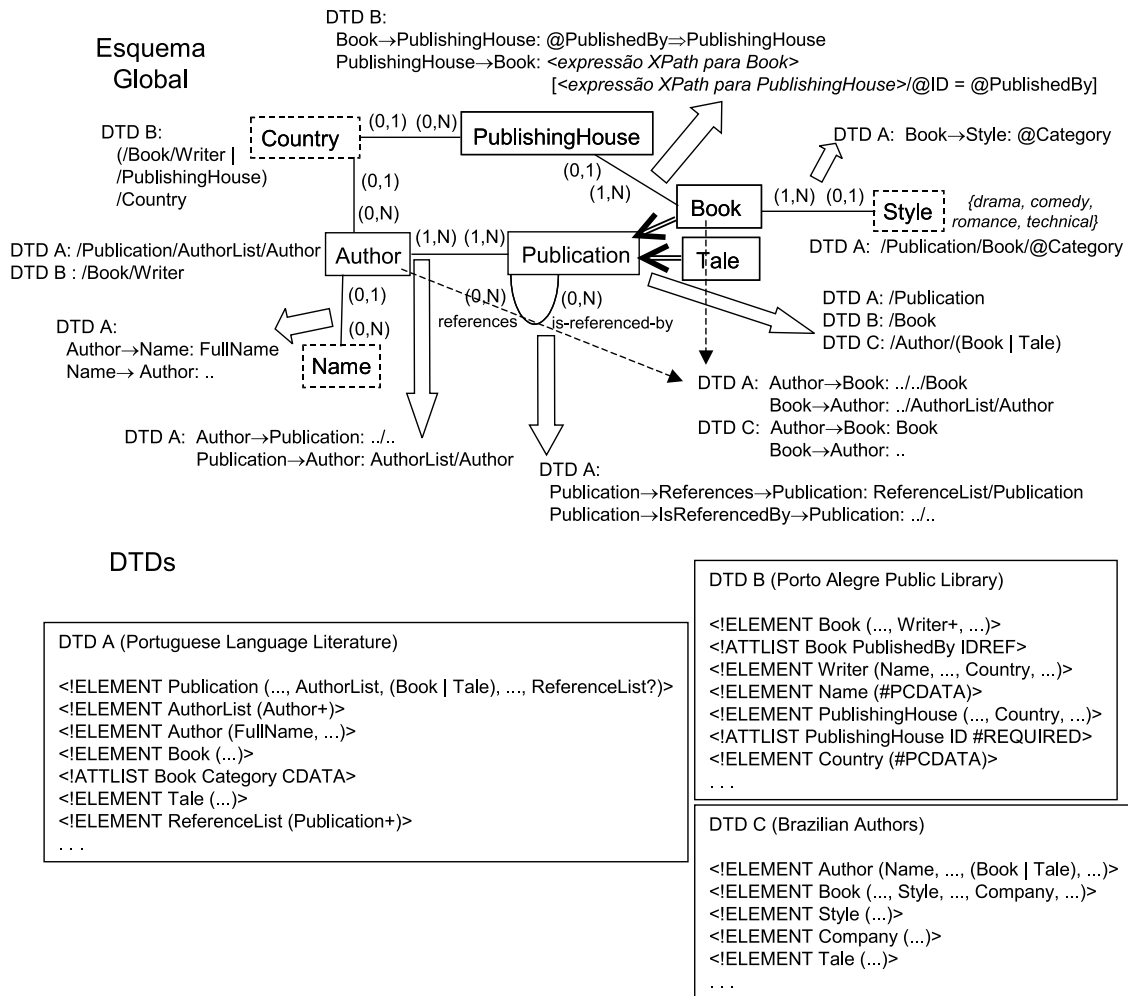 DTD B:
Book→PublishingHouse: @PublishedBy⇒PublishingHouse
PublishingHouse→Book: <expressão XPath para Book>
[<expressão XPath para PublishingHouse>/@ID = @PublishedBy]
Esquema
Global
DTD B:
(/Book/Writer |
/PublishingHouse)
/Country
Country
(0,1)
(0,N)
PublishingHouse
DTD A: Book→Style: @Category
(0,1)
(0,N)
(0,1)
(1,N)
Book
(1,N)
(0,1)
Style
{drama, comedy,
romance, technical}
DTD A: /Publication/Book/@Category
DTD A: /Publication/AuthorList/Author
DTD B : /Book/Writer
Author
(1,N)
(1,N)
Publication
Tale
(0,1)
(0,N)
Name
(0,N)
(0,N)
references
is-referenced-by
DTD A:
Author→Name: FullName
Name→ Author: ..
DTD A: /Publication
DTD B: /Book
DTD C: /Author/(Book | Tale)
DTD A: Author→Book: ../../Book
Book→Author: ../AuthorList/Author
DTD C: Author→Book: Book
Book→Author: ..
DTD A: Author→Publication: ../..
Publication→Author: AuthorList/Author
DTD A:
Publication→References→Publication: ReferenceList/Publication
Publication→IsReferencedBy→Publication: ../..
DTDs
DTD A (Portuguese Language Literature)
<!ELEMENT Publication (..., AuthorList, (Book | Tale), ..., ReferenceList?)>
<!ELEMENT AuthorList (Author+)>
<!ELEMENT Author (FullName, ...)>
<!ELEMENT Book (...)>
<!ATTLIST Book Category CDATA>
<!ELEMENT Tale (...)>
<!ELEMENT ReferenceList (Publication+)>
. . .
DTD B (Porto Alegre Public Library)
<!ELEMENT Book (..., Writer+, ...)>
<!ATTLIST Book PublishedBy IDREF>
<!ELEMENT Writer (Name, ..., Country, ...)>
<!ELEMENT Name (#PCDATA)>
<!ELEMENT PublishingHouse (..., Country, ...)>
<!ATTLIST PublishingHouse ID #REQUIRED>
<!ELEMENT Country (#PCDATA)>
. . .
DTD C (Brazilian Authors)
<!ELEMENT Author (Name, ..., (Book | Tale), ...)>
<!ELEMENT Book (..., Style, ..., Company, ...)>
<!ELEMENT Style (...)>
<!ELEMENT Company (...)>
<!ELEMENT Tale (...)>
. . .